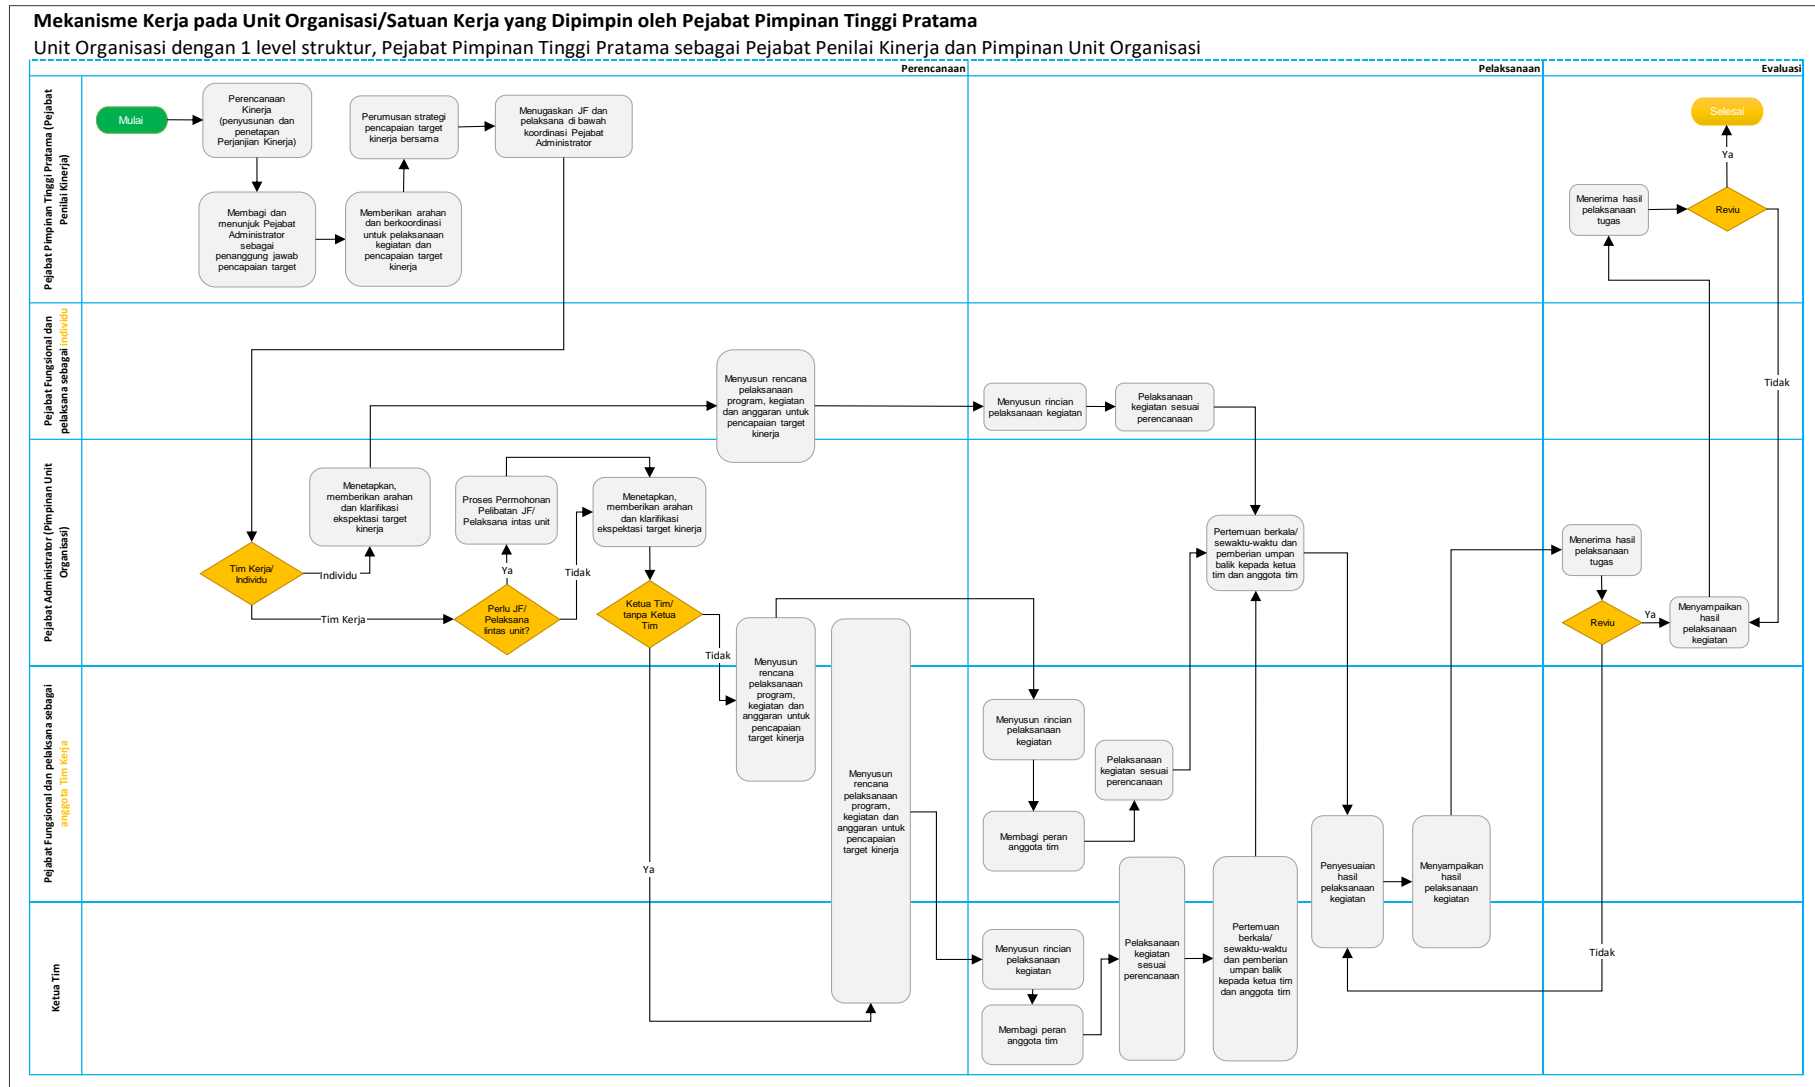 Mekanisme Kerja pada Unit Organisasi/Satuan Kerja yang Dipimpin oleh Pejabat Pimpinan Tinggi Pratama
Unit Organisasi dengan 1 level struktur, Pejabat Pimpinan Tinggi Pratama sebagai Pejabat Penilai Kinerja dan Pimpinan Unit Organisasi
Perencanaan
Pelaksanaan
Evaluasi
Pejabat Pimpinan Tinggi Pratama (Pejabat
Penilai Kinerja)
Mulai
Perencanaan
Kinerja
(penyusunan dan
penetapan
Perjanjian Kinerja)
Perumusan strategi
pencapaian target
kinerja bersama
Menugaskan JF dan
pelaksana di bawah
koordinasi Pejabat
Administrator
Membagi dan
menunjuk Pejabat
Administrator
sebagai
penanggung jawab
pencapaian target
Memberikan arahan
dan berkoordinasi
untuk pelaksanaan
kegiatan dan
pencapaian target
kinerja
Selesai
Ya
Menerima hasil
pelaksanaan
tugas
Reviu
Tidak
Pejabat Fungsional dan
pelaksana sebagai individu
Menyusun rencana
pelaksanaan
program, kegiatan
dan anggaran untuk
pencapaian target
kinerja
Menyusun rincian
pelaksanaan kegiatan
Pelaksanaan
kegiatan sesuai
perencanaan
Pejabat Administrator (Pimpinan Unit
Organisasi)
Tim Kerja/
Individu
Individu
Tim Kerja
Menetapkan,
memberikan arahan
dan klarifikasi
ekspektasi target
kinerja
Proses Permohonan
Pelibatan JF/
Pelaksana intas unit
Ya
Tidak
Perlu JF/
Pelaksana
lintas unit?
Menetapkan,
memberikan arahan
dan klarifikasi
ekspektasi target kinerja
Ketua Tim/
tanpa Ketua
Tim
Tidak
Ya
Pertemuan berkala/
sewaktu-waktu dan
pemberian umpan
balik kepada ketua
tim dan anggota tim
Menerima hasil
pelaksanaan
tugas
Reviu
Ya
Menyampaikan
hasil
pelaksanaan
kegiatan
Tidak
Pejabat Fungsional dan pelaksana sebagai
anggota Tim Kerja
Menyusun
rencana
pelaksanaan
program,
kegiatan dan
anggaran untuk
pencapaian
target kinerja
Menyusun
rencana
pelaksanaan
program,
kegiatan dan
anggaran untuk
pencapaian
target kinerja
Menyusun rincian
pelaksanaan
kegiatan
Membagi peran
anggota tim
Pelaksanaan
kegiatan sesuai
perencanaan
Penyesuaian
hasil
pelaksanaan
kegiatan
Menyampaikan
hasil
pelaksanaan
kegiatan
Ketua Tim
Menyusun rincian
pelaksanaan
kegiatan
Membagi peran
anggota tim
Pelaksanaan
kegiatan
sesuai
perencanaan
Pertemuan
berkala/
sewaktu-waktu
dan pemberian
umpan balik
kepada ketua tim
dan anggota tim